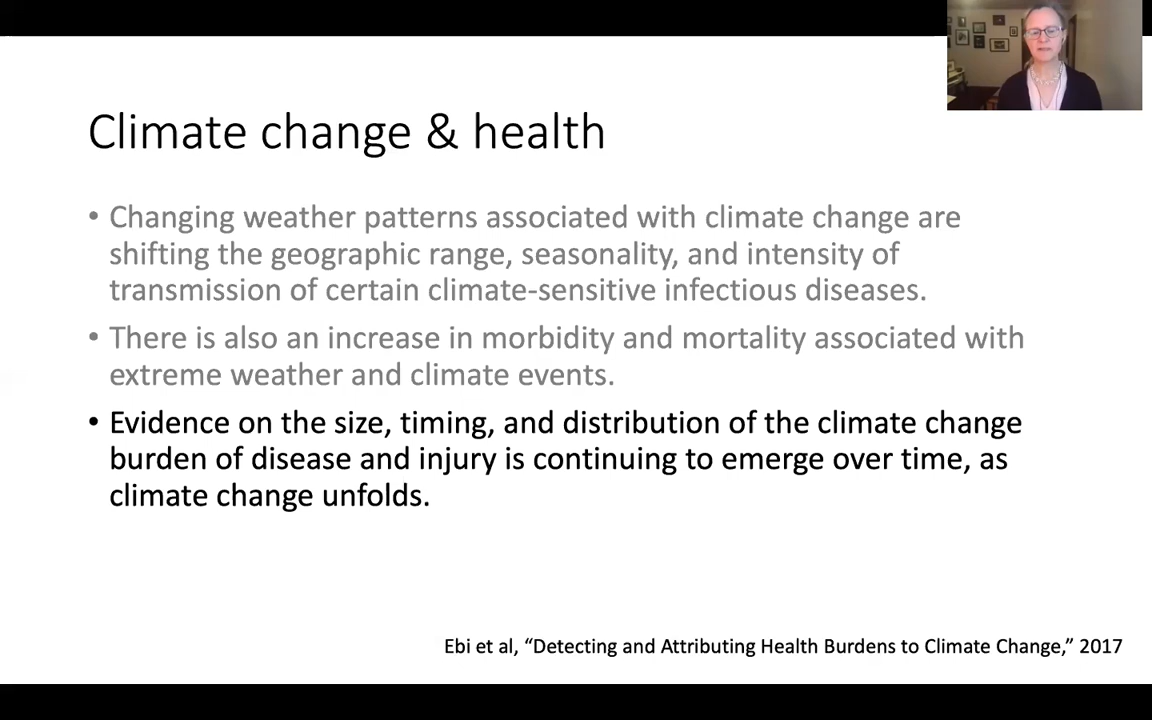 Climate change & health
• Changing weather patterns associated with climate change are
shifting the geographic range, seasonality, and intensity of
transmission of certain climate-sensitive infectious diseases.
• There is also an increase in morbidity and mortality associated with
extreme weather and climate events.
• Evidence on the size, timing, and distribution of the climate change
burden of disease and injury is continuing to emerge over time, as
climate change unfolds.
Ebi et al, “Detecting and Attributing Health Burdens to Climate Change,” 2017